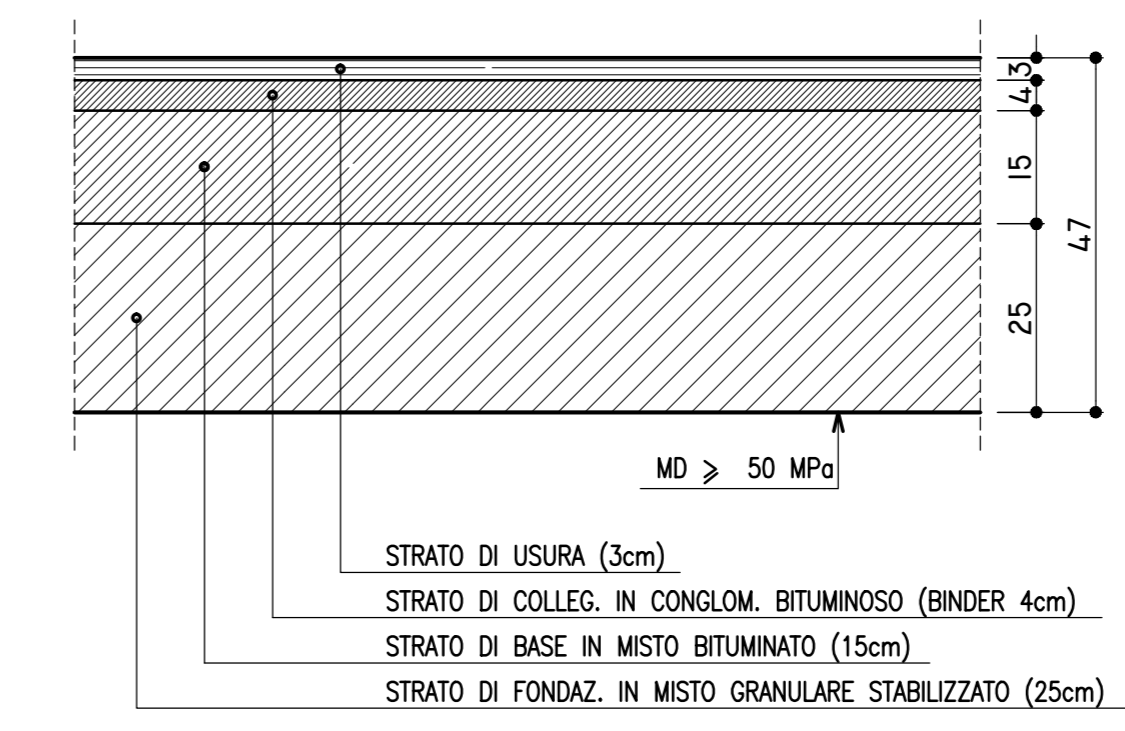 3
4
15
47
25
MD ⩾ 50 MPa
STRATO DI USURA (3cm)
STRATO DI COLLEG. IN CONGLOM. BITUMINOSO (BINDER 4cm)
STRATO DI BASE IN MISTO BITUMINATO (15cm)
STRATO DI FONDAZ. IN MISTO GRANULARE STABILIZZATO (25cm)